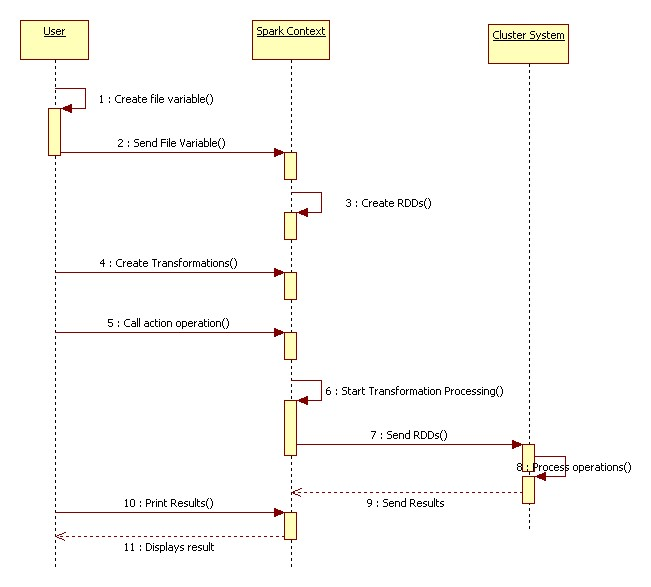 User
Spark Context
Cluster System
1 : Create file variable()
2 : Send File Variable()
3 : Create RDDs()
4 : Create Transformations()
5 : Call action operation()
6 : Start Transformation Processing()
7 : Send RDDs()
8 : Process operations()
9 : Send Results
10 : Print Results()
11 : Displays result